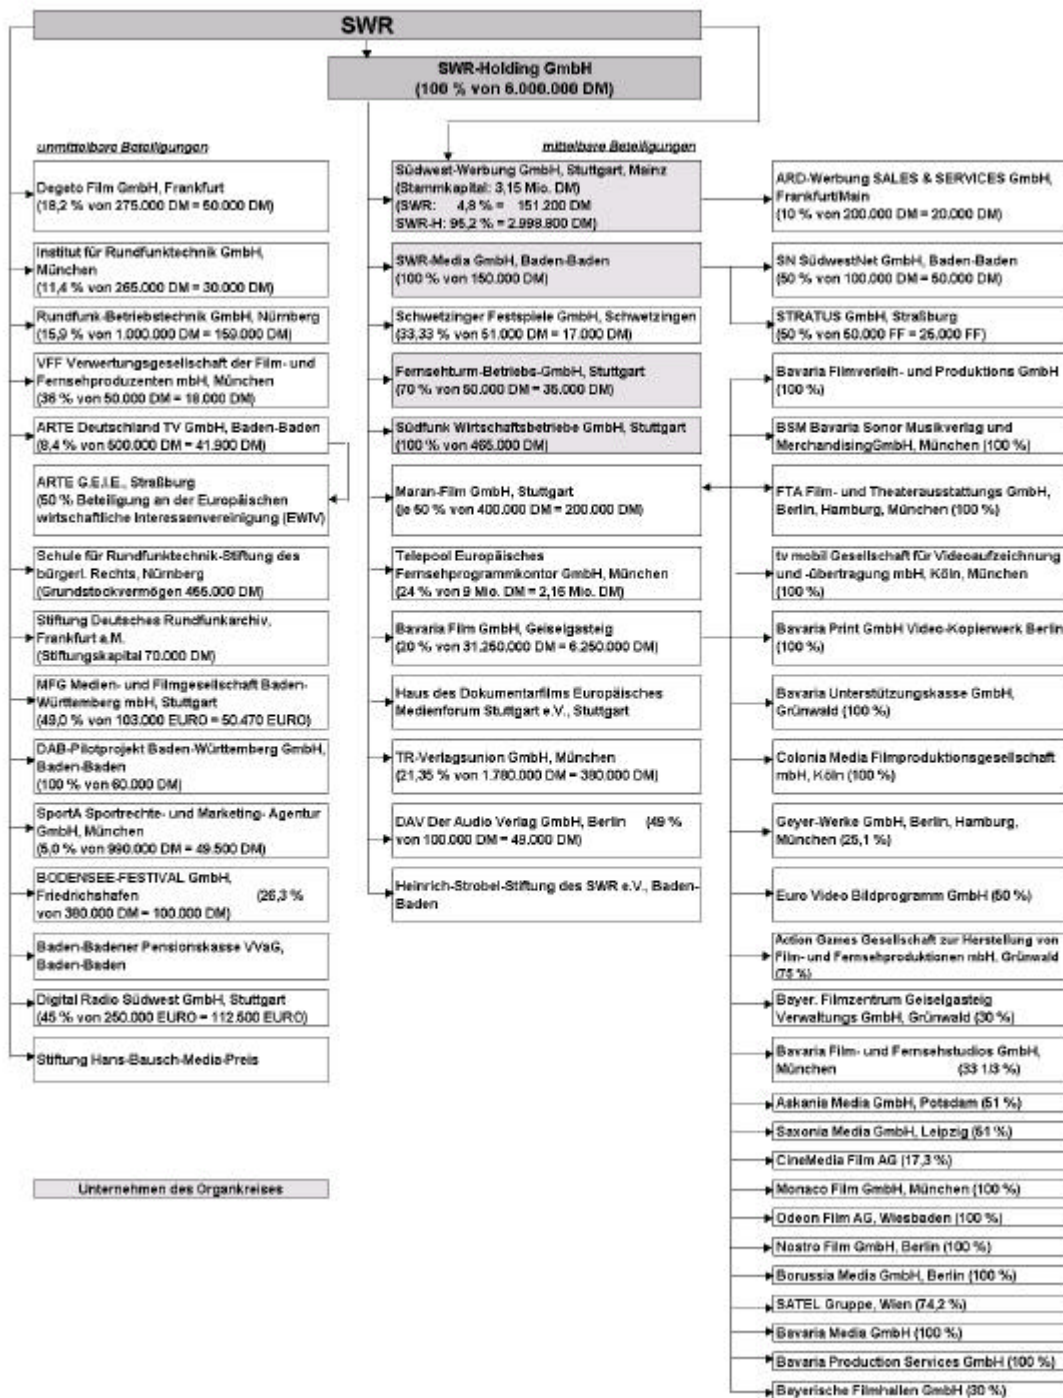 SWR
SWR-Holding GmbH
(100 % von 6.000.000 DM)
unmittelbare Beteiligungen
Degeto Film GmbH, Frankfurt
(18,2 % von 275.000 DM = 50.000 DM)
Institut für Rundfunktechnik GmbH,
München
(11,4 % von 265.000 DM = 30.000 DM)
Rundfunk-Betriebstechnik GmbH, Nürnberg
(15,9 % von 1.000.000 DM = 159.000 DM)
VFF Verwertungsgesellschaft der Film- und
Fernsehproduzenten mbH, München
(36 % von 50.000 DM = 18.000 DM)
ARTE Deutschland TV GmbH, Baden-Baden
(8,4 % von 500.000 DM = 41.900 DM)
ARTE G.E.I.E., Straßburg
(50 % Beteiligung an der Europäischen
wirtschaftliche Interessenvereinigung (EWIV)
Schule für Rundfunktechnik-Stiftung des
bürgerl. Rechts, Nürnberg
(Grundstockvermögen 455.000 DM)
Stiftung Deutsches Rundfunkarchiv,
Frankfurt a.M.
(Stiftungskapital 70.000 DM)
MFG Medien- und Filmgesellschaft Baden-
Württemberg mbH, Stuttgart
(49,0 % von 103.000 EURO = 50.470 EURO)
DAB-Pilotprojekt Baden-Württemberg GmbH,
Baden-Baden
(100 % von 60.000 DM)
SportA Sportrechte- und Marketing- Agentur
GmbH, München
(5,0 % von 990.000 DM = 49.500 DM)
BODENSEE-FESTIVAL GmbH,
Friedrichshafen (26,3 %
von 380.000 DM = 100.000 DM)
Baden-Badener Pensionskasse VVaG,
Baden-Baden
Digital Radio Südwest GmbH, Stuttgart
(45 % von 250.000 EURO = 112.500 EURO)
Stiftung Hans-Bausch-Media-Preis
Unternehmen des Organkreises
mittelbare Beteiligungen
Südwest-Werbung GmbH, Stuttgart, Mainz
(Stammkapital: 3,15 Mio. DM)
(SWR: 4,8 % = 151.200 DM
SWR-H: 95,2 % = 2.998.800 DM)
SWR-Media GmbH, Baden-Baden
(100 % von 150.000 DM)
Schwetzinger Festspiele GmbH, Schwetzingen
(33,33 % von 51.000 DM = 17.000 DM)
Fernsehturm-Betriebs-GmbH, Stuttgart
(70 % von 50.000 DM = 35.000 DM)
Südfunk Wirtschaftsbetriebe GmbH, Stuttgart
(100 % von 465.000 DM)
Maran-Film GmbH, Stuttgart
(je 50 % von 400.000 DM = 200.000 DM)
Telepool Europäisches
Fernsehprogrammkontor GmbH, München
(24 % von 9 Mio. DM = 2,16 Mio. DM)
Bavaria Film GmbH, Geiselgasteig
(20 % von 31.250.000 DM = 6.250.000 DM)
Haus des Dokumentarfilms Europäisches
Medienforum Stuttgart e.V., Stuttgart
TR-Verlagsunion GmbH, München
(21,35 % von 1.780.000 DM = 380.000 DM)
DAV Der Audio Verlag GmbH, Berlin (49 %
von 100.000 DM = 49.000 DM)
Heinrich-Strobel-Stiftung des SWR e.V., Baden-
Baden
ARD-Werbung SALES & SERVICES GmbH,
Frankfurt/Main
(10 % von 200.000 DM = 20.000 DM)
SN SüdwestNet GmbH, Baden-Baden
(50 % von 100.000 DM = 50.000 DM)
STRATUS GmbH, Straßburg
(50 % von 50.000 FF = 25.000 FF)
Bavaria Filmverleih- und Produktions GmbH
(100 %)
BSM Bavaria Sonor Musikverlag und
MerchandisingGmbH, München (100 %)
FTA Film- und Theaterausstattungs GmbH,
Berlin, Hamburg, München (100 %)
tv mobil Gesellschaft für Videoaufzeichnung
und -übertragung mbH, Köln, München
(100 %)
Bavaria Print GmbH Video-Kopierwerk Berlin
(100 %)
Bavaria Unterstützungskasse GmbH,
Grünwald (100 %)
Colonia Media Filmproduktionsgesellschaft
mbH, Köln (100 %)
Geyer-Werke GmbH, Berlin, Hamburg,
München (25,1 %)
Euro Video Bildprogramm GmbH (50 %)
Action Games Gesellschaft zur Herstellung von
Film- und Fernsehproduktionen mbH, Grünwald
(75 %)
Bayer. Filmzentrum Geiselgasteig
Verwaltungs GmbH, Grünwald (30 %)
Bavaria Film- und Fernsehstudios GmbH,
München (33 1/3 %)
Askania Media GmbH, Potsdam (51 %)
Saxonia Media GmbH, Leipzig (51 %)
CineMedia Film AG (17,3 %)
Monaco Film GmbH, München (100 %)
Odeon Film AG, Wiesbaden (100 %)
Nostro Film GmbH, Berlin (100 %)
Borussia Media GmbH, Berlin (100 %)
SATEL Gruppe, Wien (74,2 %)
Bavaria Media GmbH (100 %)
Bavaria Production Services GmbH (100 %)
Bayerische Filmhallen GmbH (30 %)